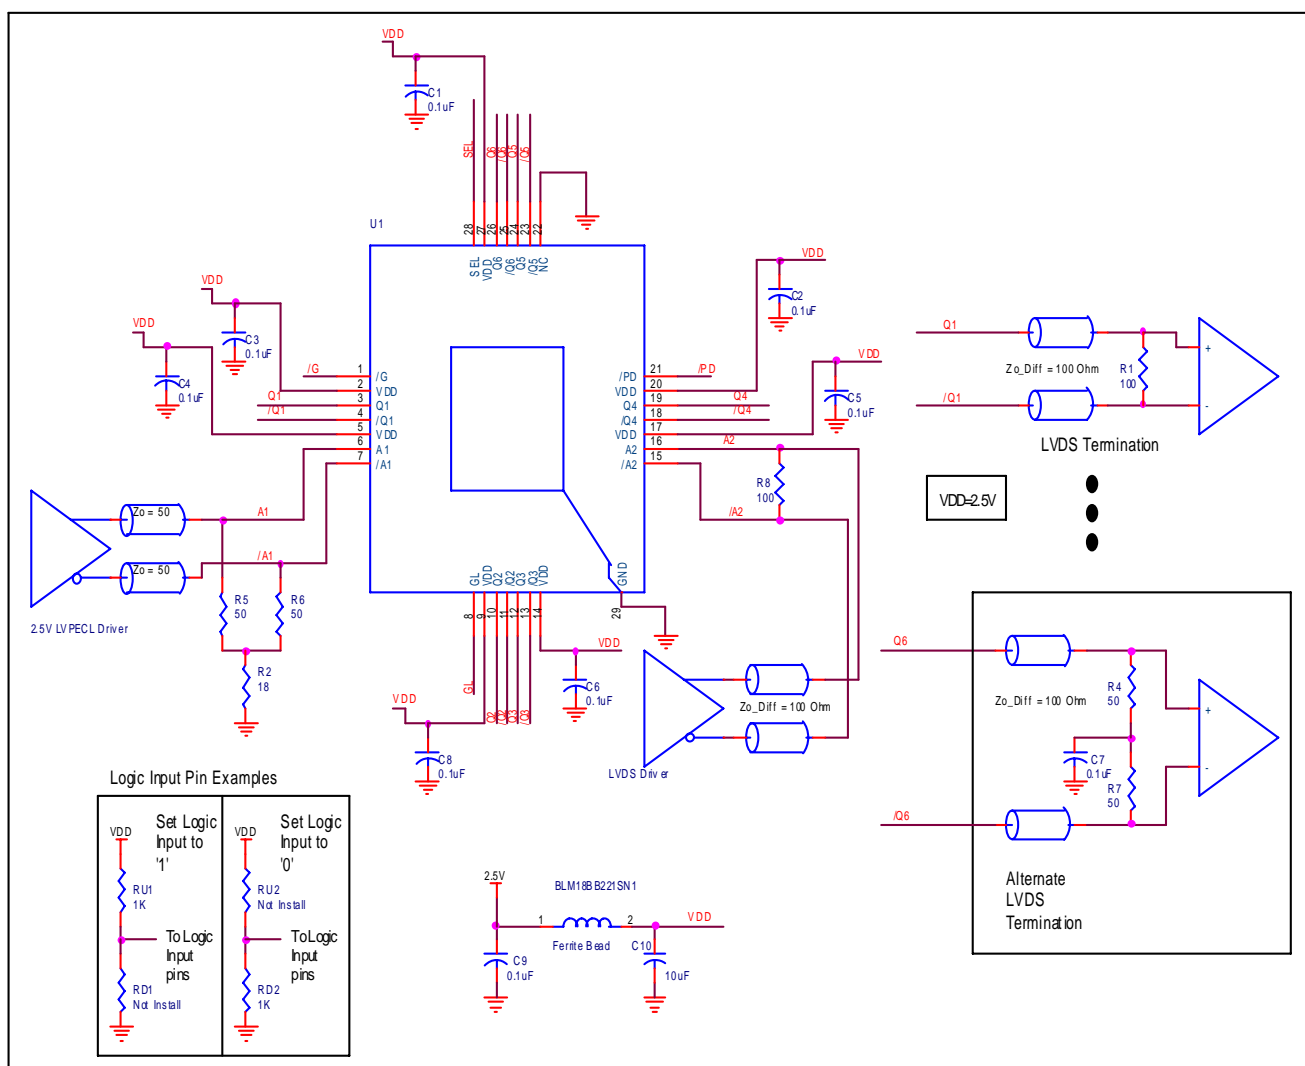 VDD
C1
0.1uF
SEL
Q6
/Q6
Q5
/Q5
U1
28
27
26
25
24
23
22
SEL
VDD
Q6
/Q6
Q5
/Q5
NC
VDD
C3
0.1uF
VDD
C4
0.1uF
/G
Q1
/Q1
1
2
3
4
5
6
7
/G
VDD
Q1
/Q1
VDD
A1
/A1
VDD
C2
0.1uF
VDD
C5
0.1uF
/PD
VDD
Q4
/Q4
VDD
A2
/A2
21
20
19
18
17
16
15
/PD
Q4
/Q4
A2
/A2
R8
100
Q1
/Q1
Zo_Diff = 100 Ohm
R1
100
+
-
LVDS Termination
VDD=2.5V
Zo = 50
Zo = 50
A1
/A1
R5
50
R6
50
R2
18
2.5V LVPECL Driver
GL
VDD
Q2
/Q2
Q3
/Q3
VDD
GND
8
9
10
11
12
13
14
29
GL
Q2
/Q2
Q3
/Q3
VDD
C6
0.1uF
VDD
C8
0.1uF
Zo_Diff = 100 Ohm
LVDS Driver
Q6
/Q6
Zo_Diff = 100 Ohm
R4
50
C7
0.1uF
R7
50
+
-
Alternate
LVDS
Termination
Logic Input Pin Examples
VDD
Set Logic
Input to
'1'
RU1
1K
To Logic
Input
pins
RD1
Not Install
VDD
Set Logic
Input to
'0'
RU2
Not Install
To Logic
Input
pins
RD2
1K
2.5V
BLM18BB221SN1
1
2
VDD
Ferrite Bead
C9
0.1uF
C10
10uF